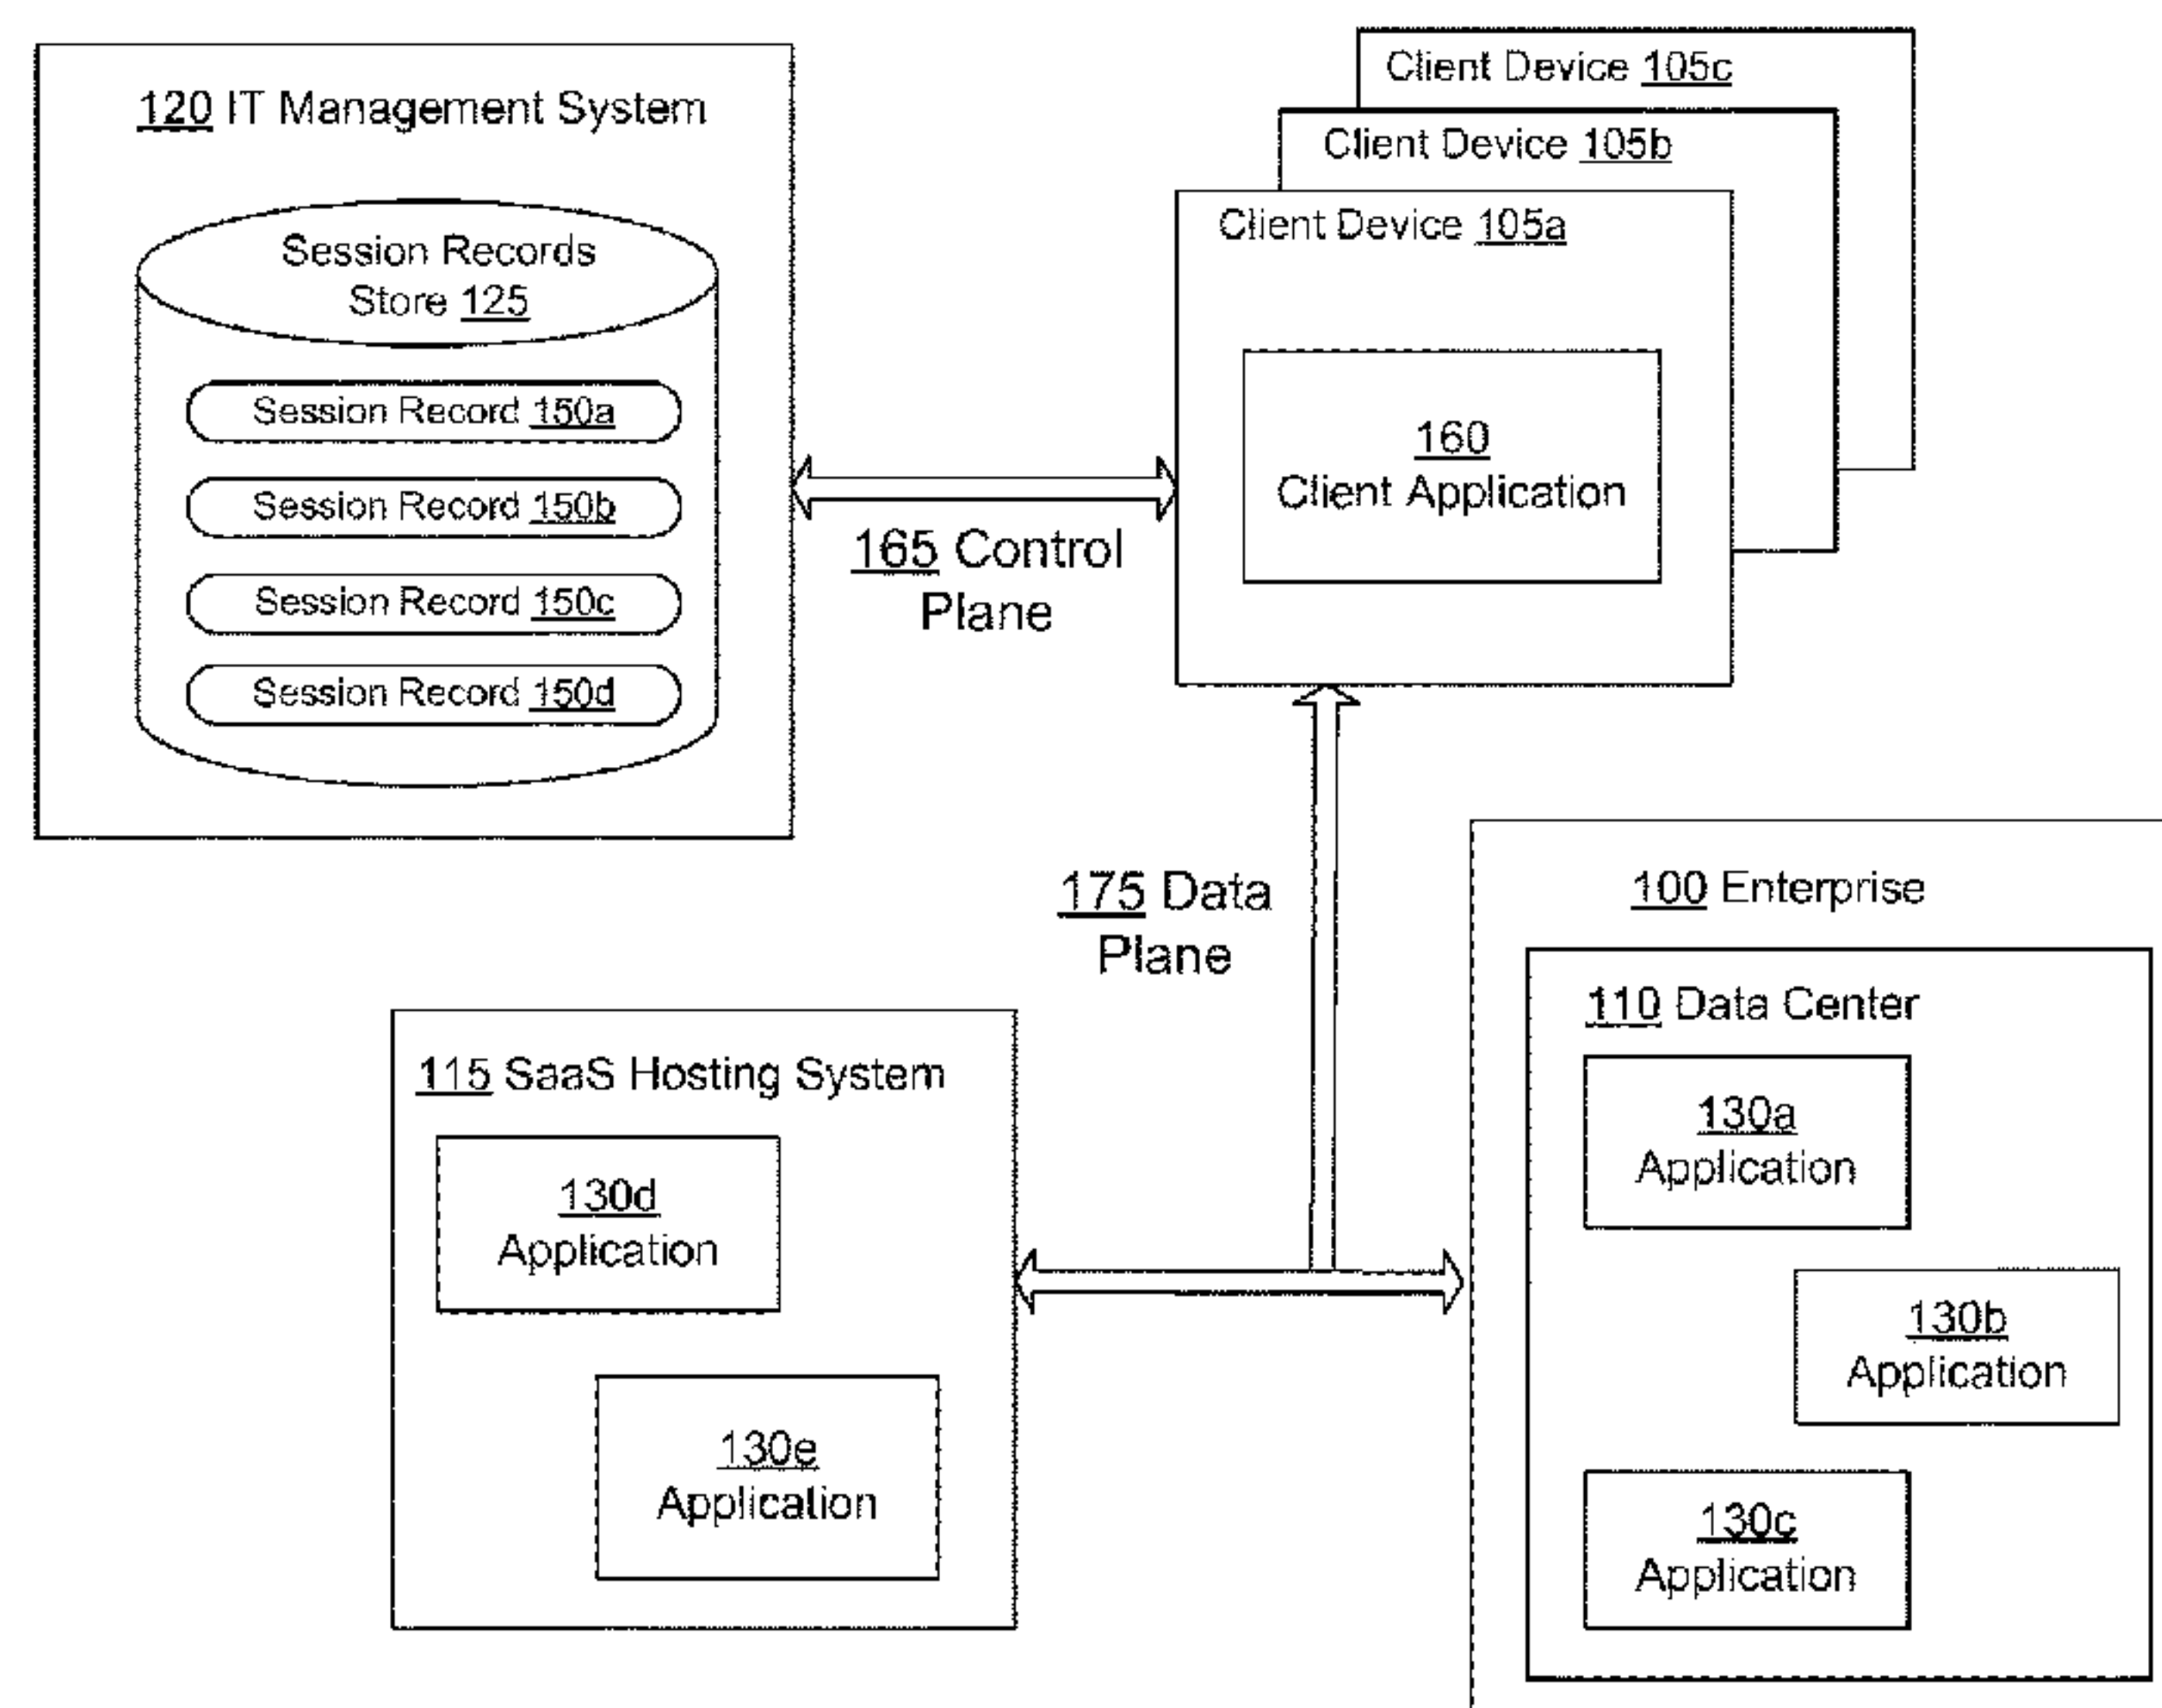 120 IT Management System
Session Records
Store 125
Session Record 150a
Session Record 150b
Session Record 150c
Session Record 150d
165 Control
Plane
Client Device 105c
Client Device 105b
Client Device 105a
160
Client Application
175 Data
Plane
115 SaaS Hosting System
130d
Application
130e
Application
100 Enterprise
110 Data Center
130a
Application
130b
Application
130c
Application